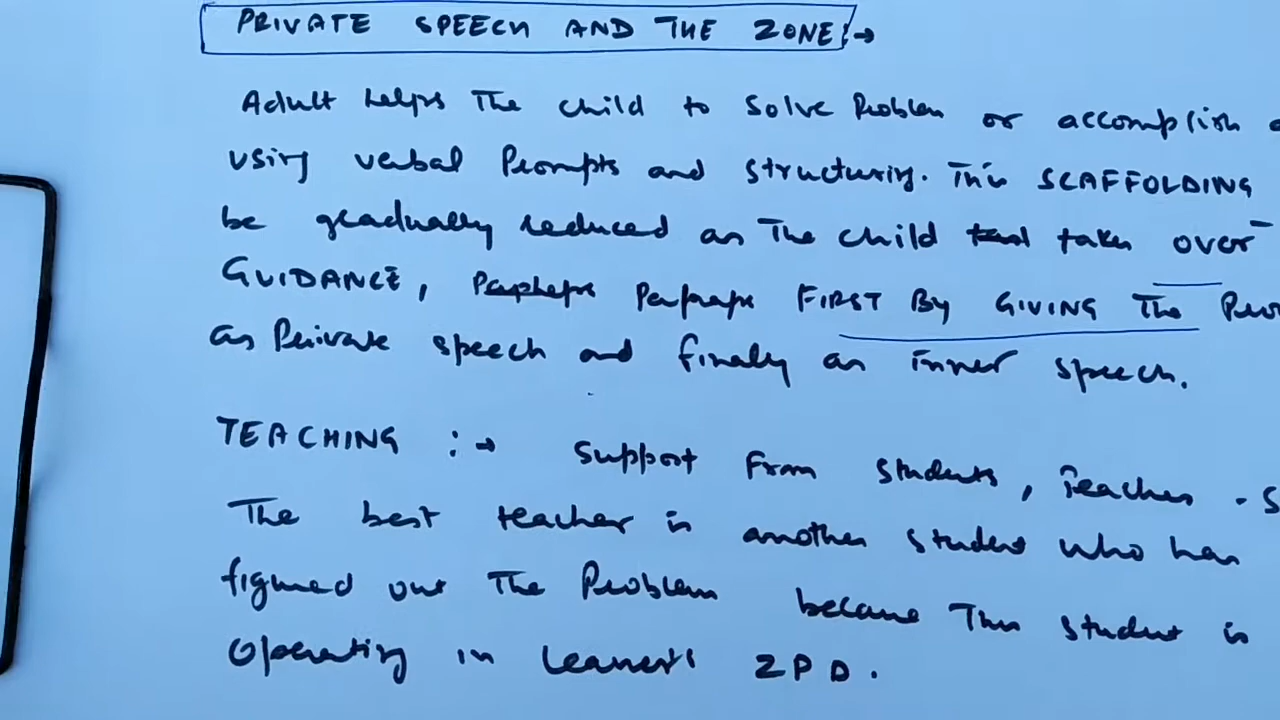 PRIVATE SPEECH AND THE ZONE :→
Adult helps The child to solve Problem or accomplish a
using verbal Prompts and structuring. This SCAFFOLDING
be gradually reduced as The child takes over
GUIDANCE, Perhaps FIRST BY GIVING The
as Private speech and finally as inner speech.
TEACHING :→ Support From students, Teacher - S
The best teacher is another student who has
figured out The Problem because This student is
operating in learner's ZPD.